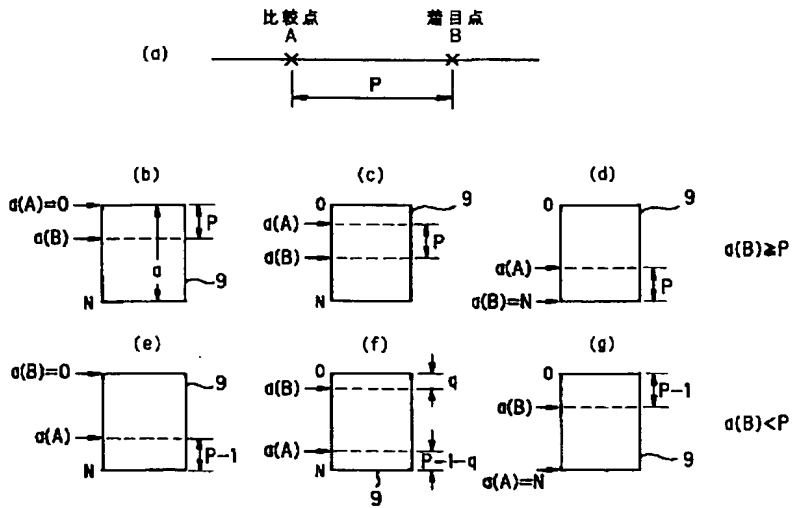 比較点 着目点
A B
(a)
P
(b) (c) (d)
a(A)=0 P 0 9 0 9
a(A)
a(B) a P
a(B) a(A) a(B)≧P
9 P
N N a(B)=N
(e) (f) (g)
a(B)=0 9 0 q 0
a(B) P-1
a(B)
a(A) a(A) a(B)<P
P-1 P-1-q 9
N N a(A)=N
9